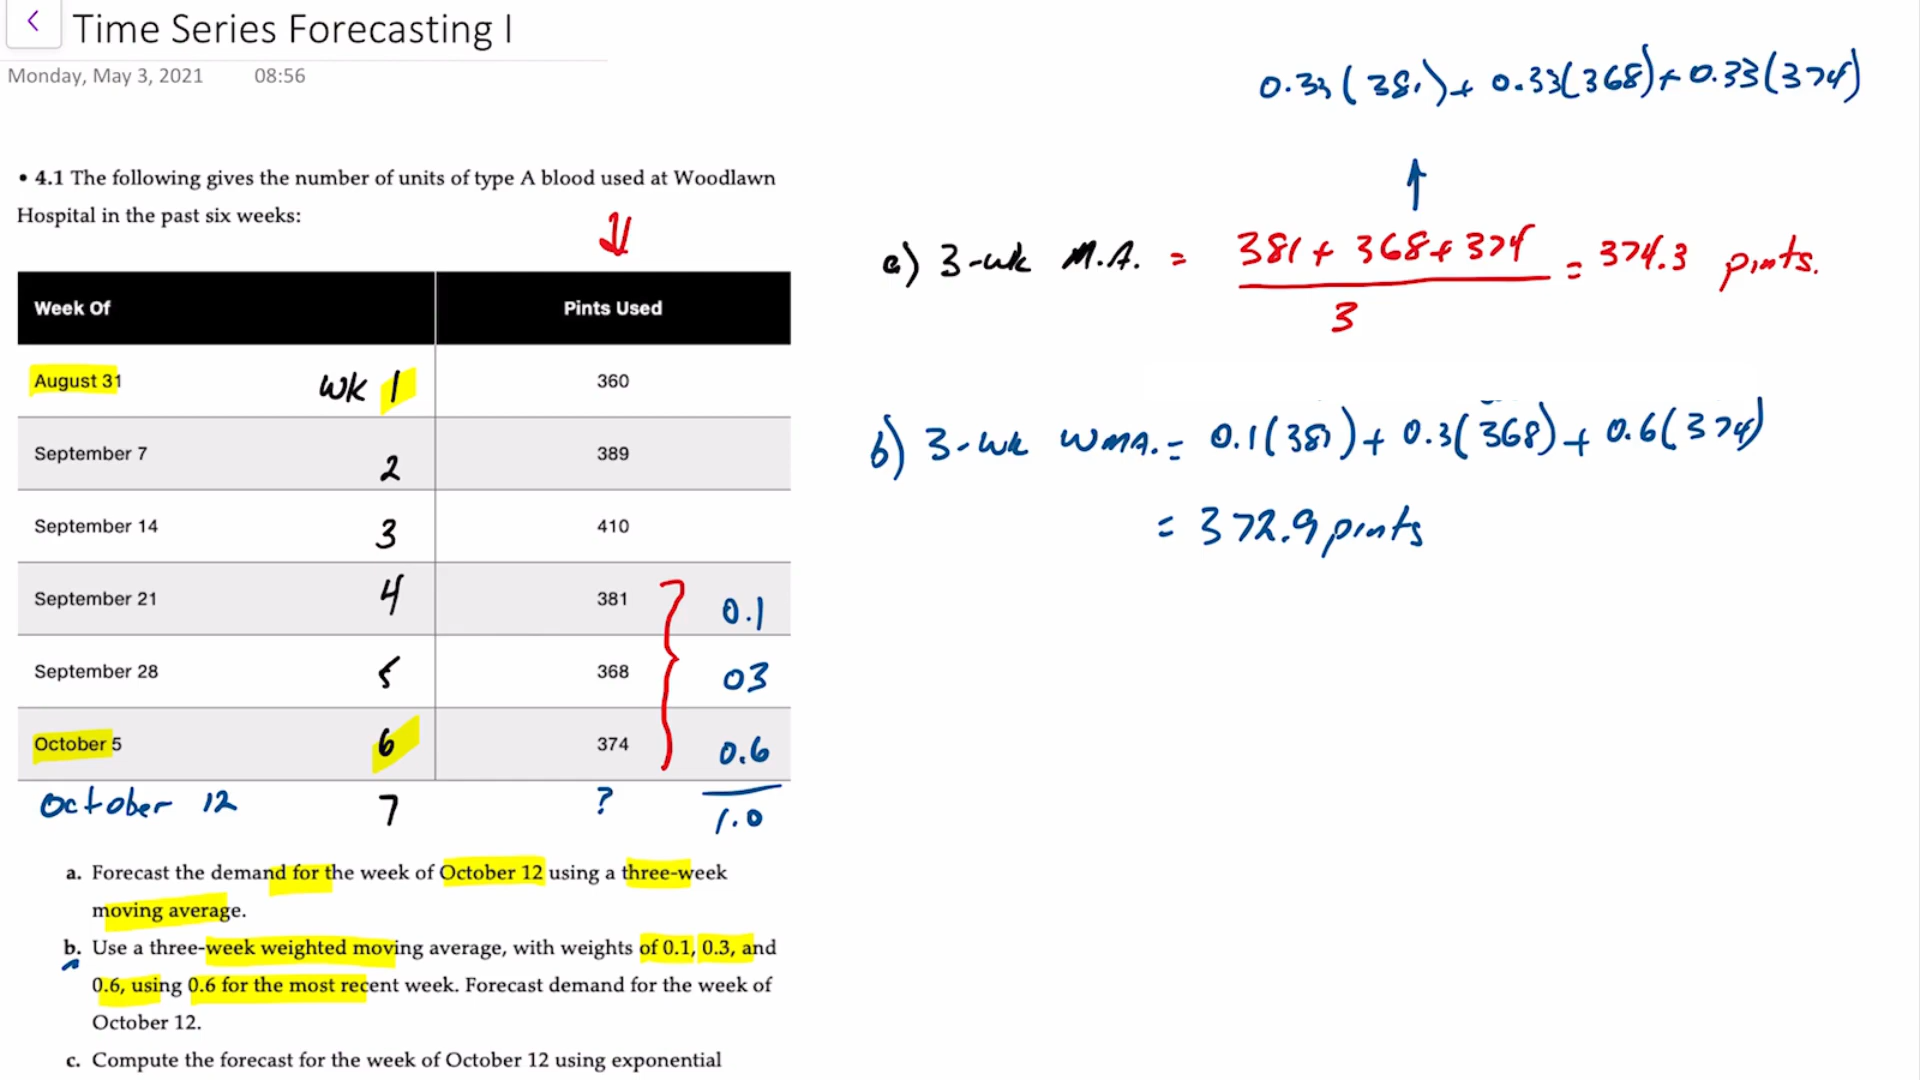 Time Series Forecasting I
Monday, May 3, 2021 08:56
• 4.1 The following gives the number of units of type A blood used at Woodlawn
Hospital in the past six weeks:
Week Of Pints Used
August 31 wk 1 360
September 7 2 389
September 14 3 410
September 21 4 381 0.1
September 28 5 368 03
October 5 6 374 0.6
October 12 7 ? 1.0
a. Forecast the demand for the week of October 12 using a three-week
moving average.
b. Use a three-week weighted moving average, with weights of 0.1, 0.3, and
0.6, using 0.6 for the most recent week. Forecast demand for the week of
October 12.
c. Compute the forecast for the week of October 12 using exponential
0.33(381)+ 0.33(368)+0.33(374)
a) 3-wk M.A. = 381+368+374 = 374.3 pints.
3
b) 3-wk WMA. = 0.1(381)+0.3(368)+0.6(374)
= 372.9 pints